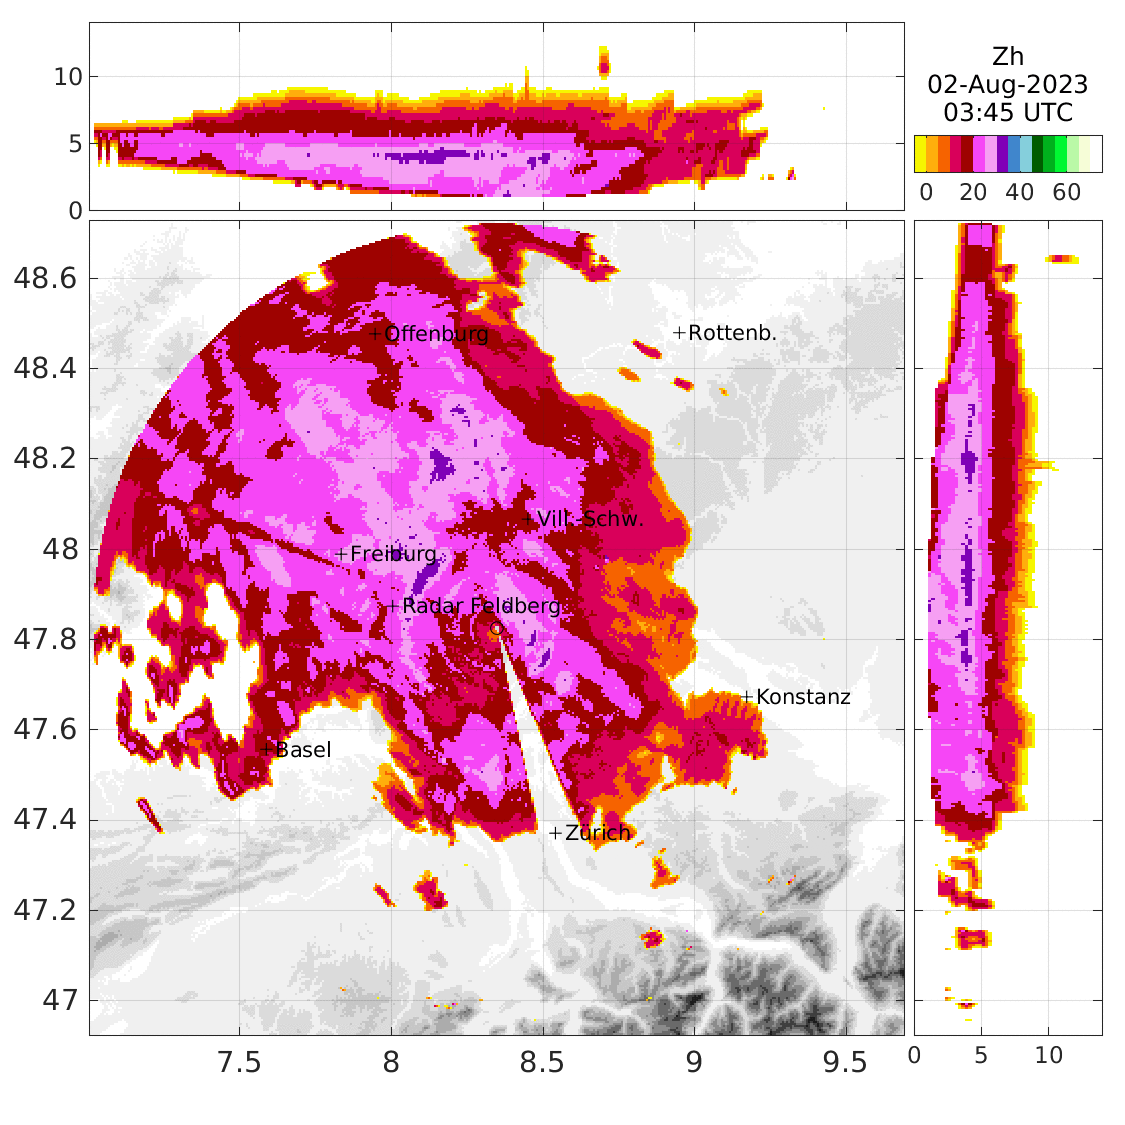 10
5
0
Zh
02-Aug-2023
03:45 UTC
0 20 40 60
48.6
48.4
48.2
48
47.8
47.6
47.4
47.2
47
Offenburg
Rottenb.
Vill.-Schw.
Freiburg
Radar Feldberg
Konstanz
Basel
Zürich
7.5 8 8.5 9 9.5
0 5 10